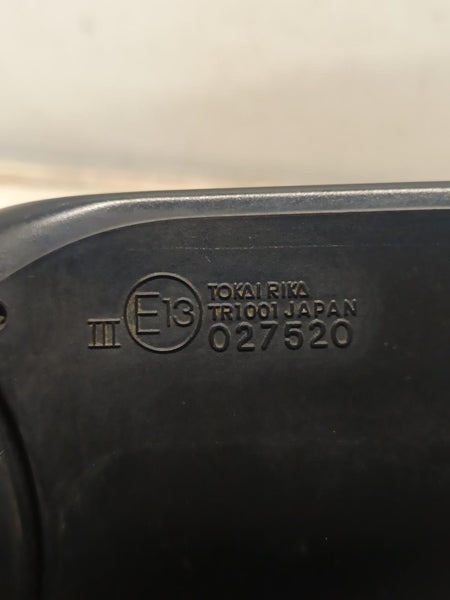 TOKAI RIKA
III E13 TR1001 JAPAN
027520